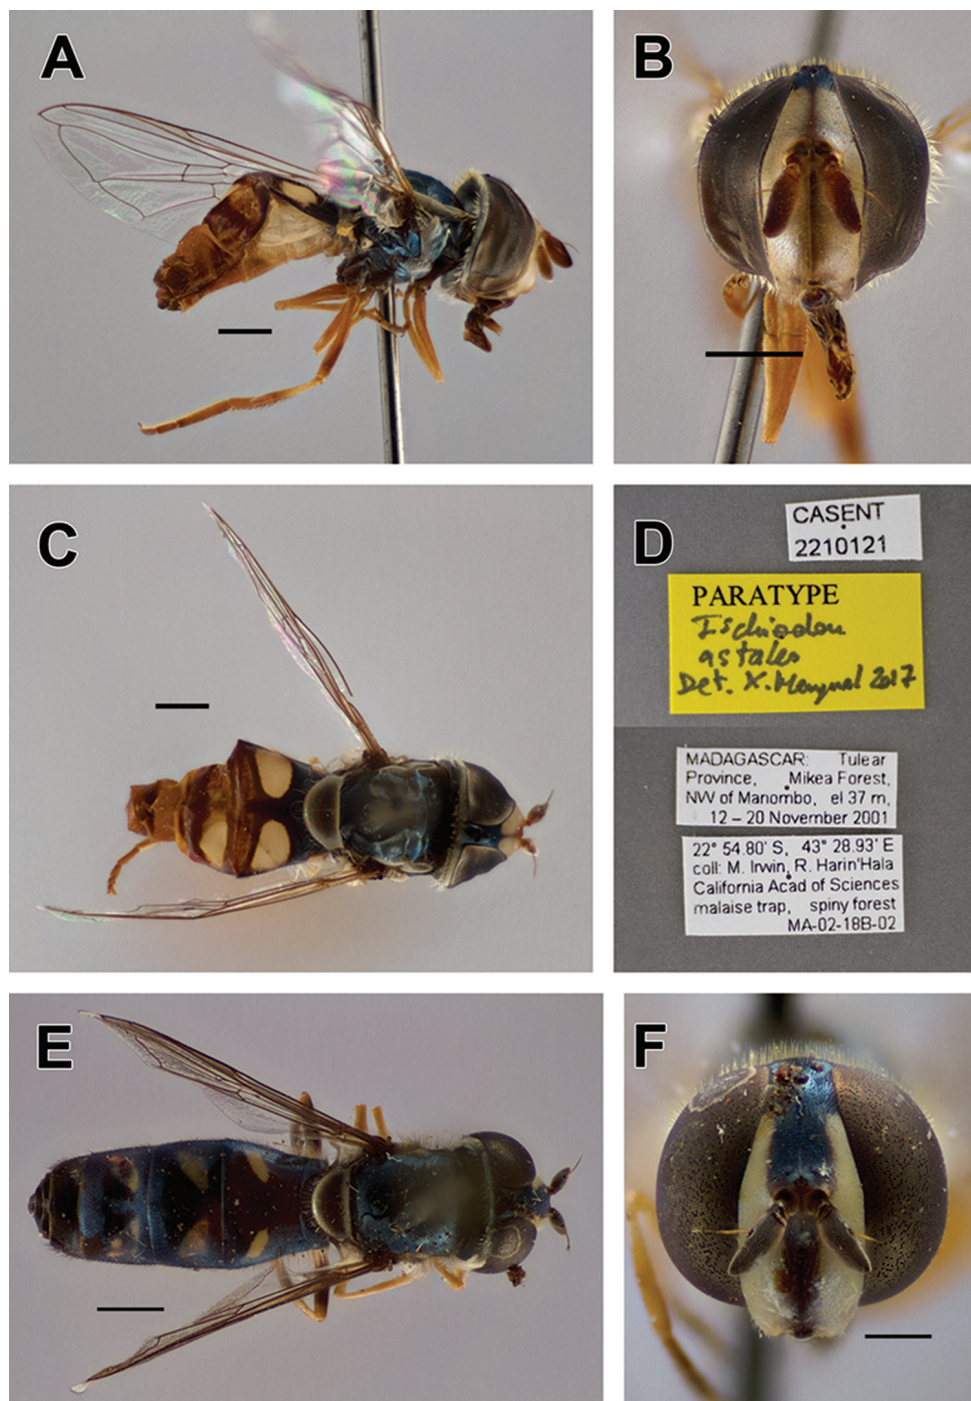 A
B
C
D
CASENT
2210121
PARATYPE
Ischiodon
astales
Det. X. Mengual 2017
MADAGASCAR: Tulear
Province, Mikea Forest,
NW of Manombo, el 37 m,
12 – 20 November 2001
22° 54.80' S, 43° 28.93' E
coll: M. Irwin, R. Harin'Hala
California Acad of Sciences
malaise trap, spiny forest
MA-02-18B-02
E
F